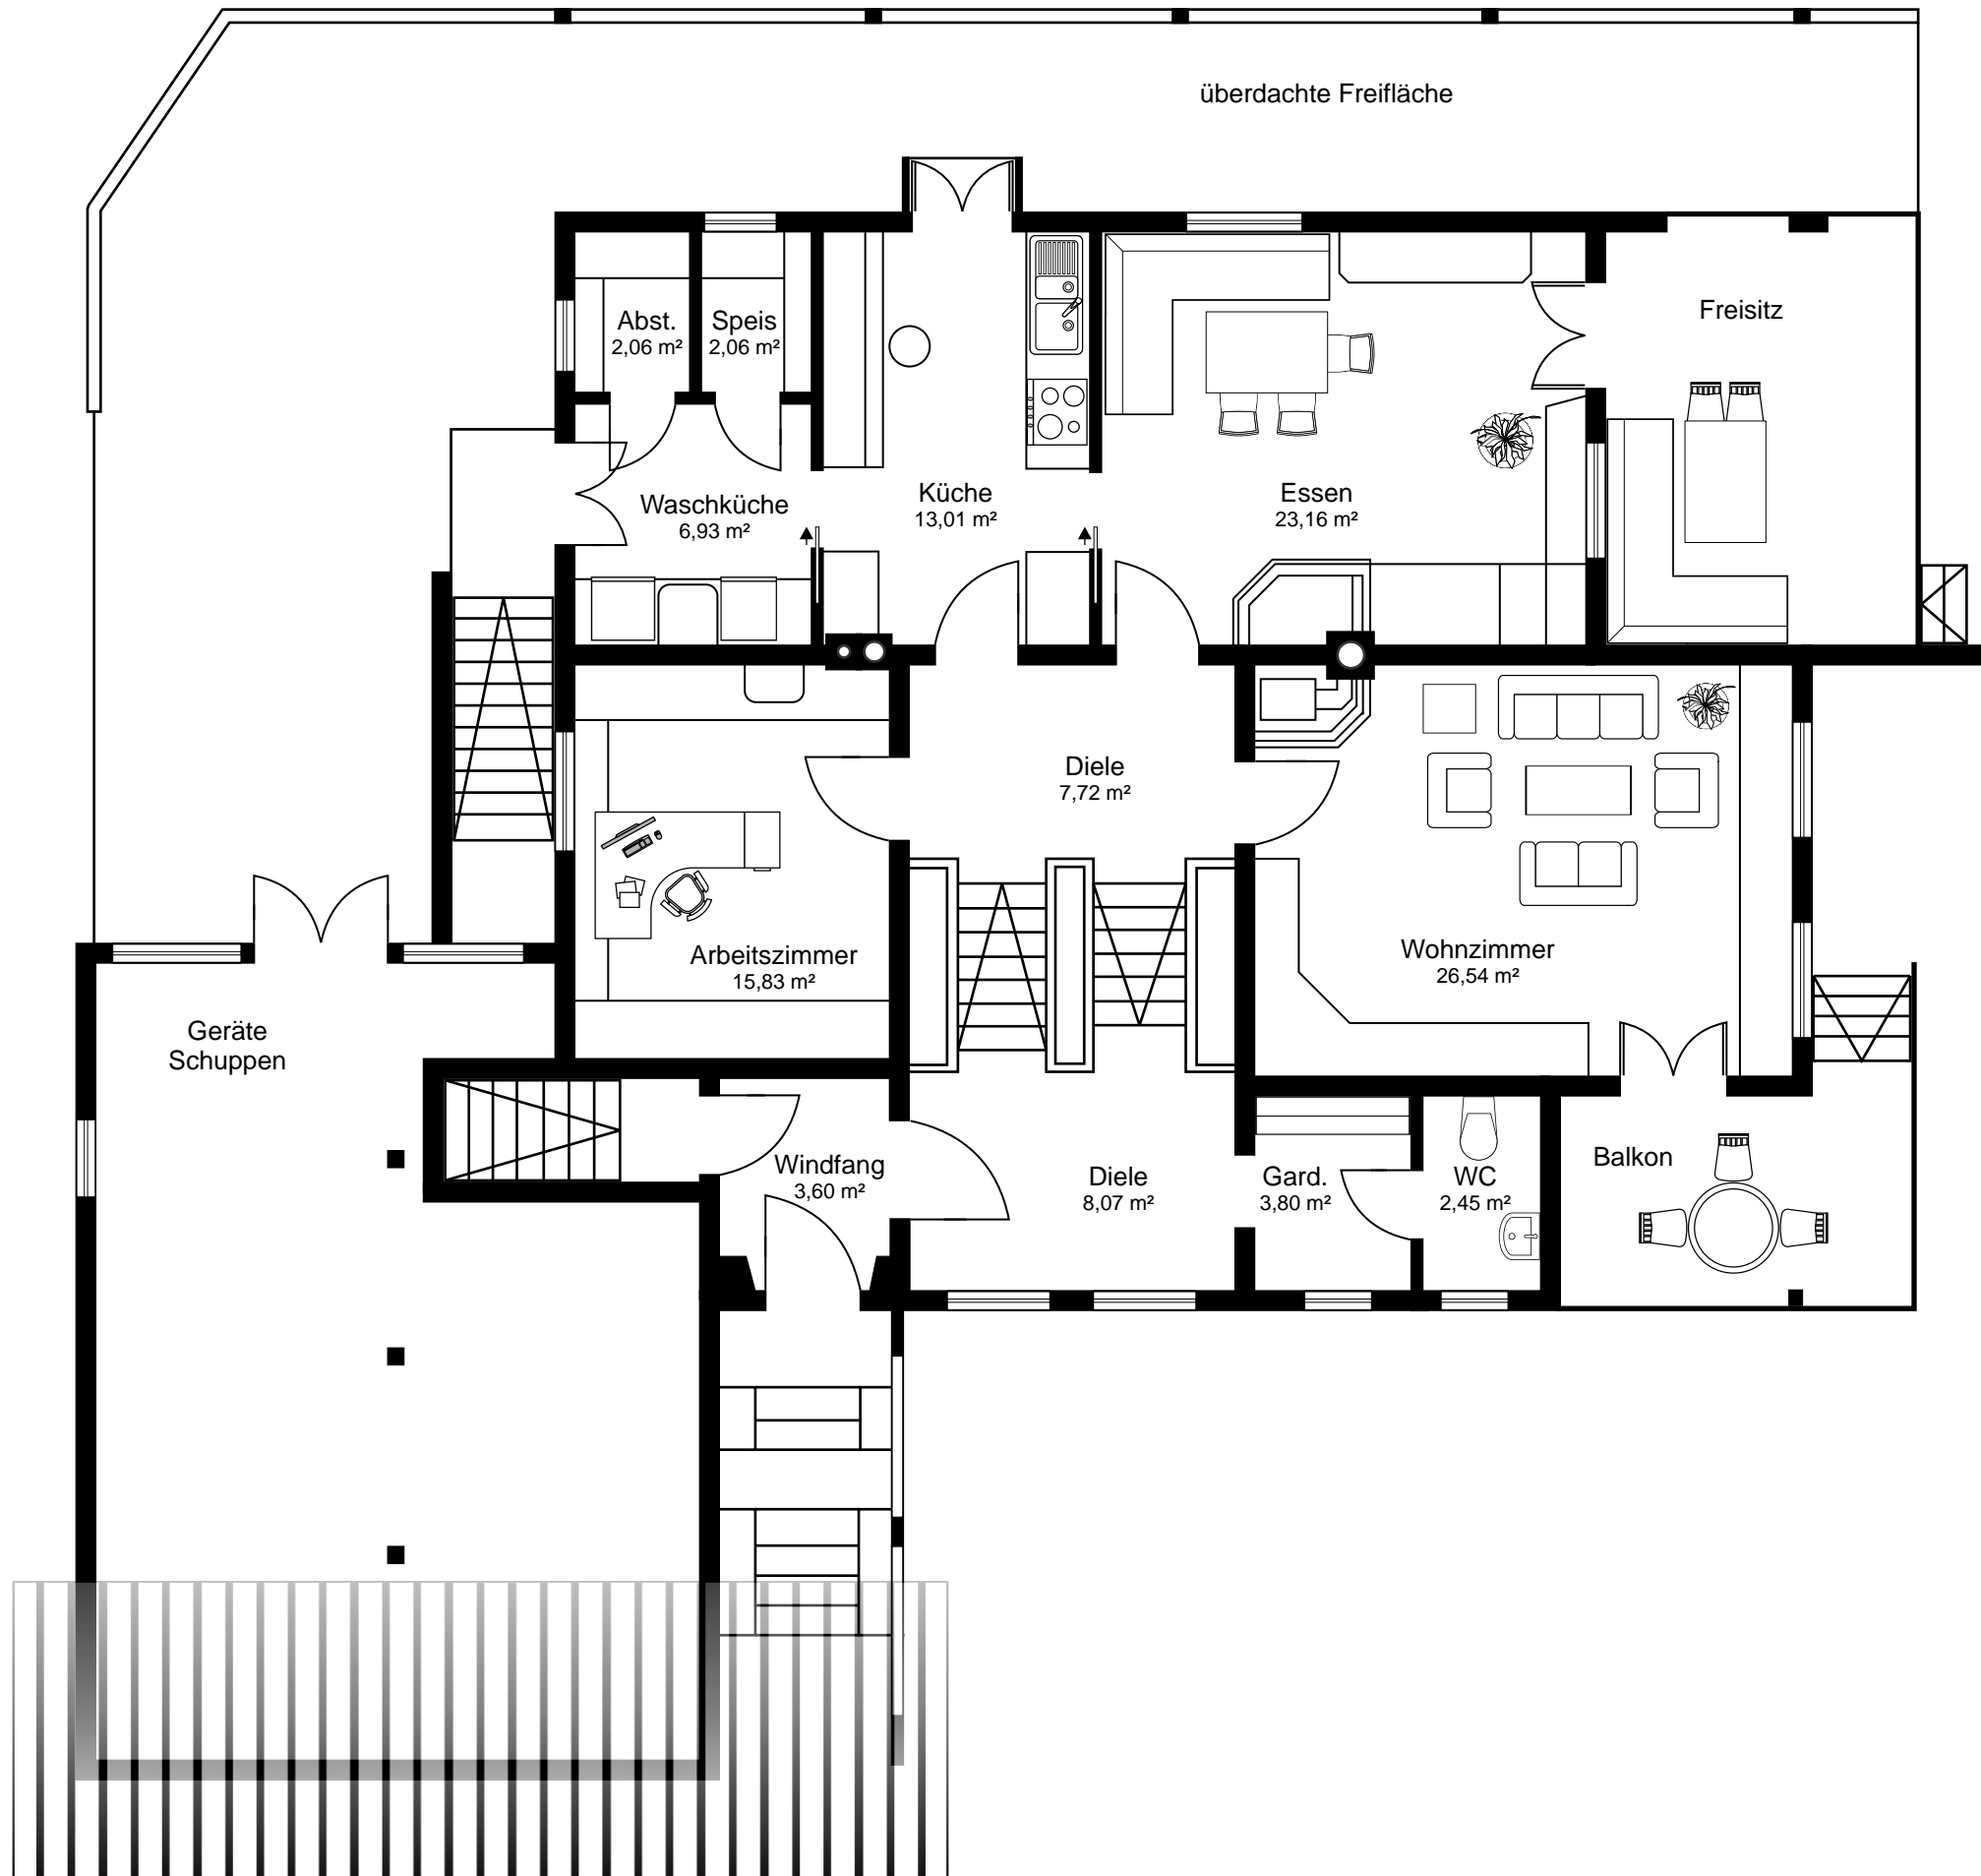 überdachte Freifläche
Freisitz
Abst.
2,06 m²
Speis
2,06 m²
Waschküche
6,93 m²
Küche
13,01 m²
Essen
23,16 m²
Diele
7,72 m²
Arbeitszimmer
15,83 m²
Wohnzimmer
26,54 m²
Geräte
Schuppen
Windfang
3,60 m²
Diele
8,07 m²
Gard.
3,80 m²
WC
2,45 m²
Balkon